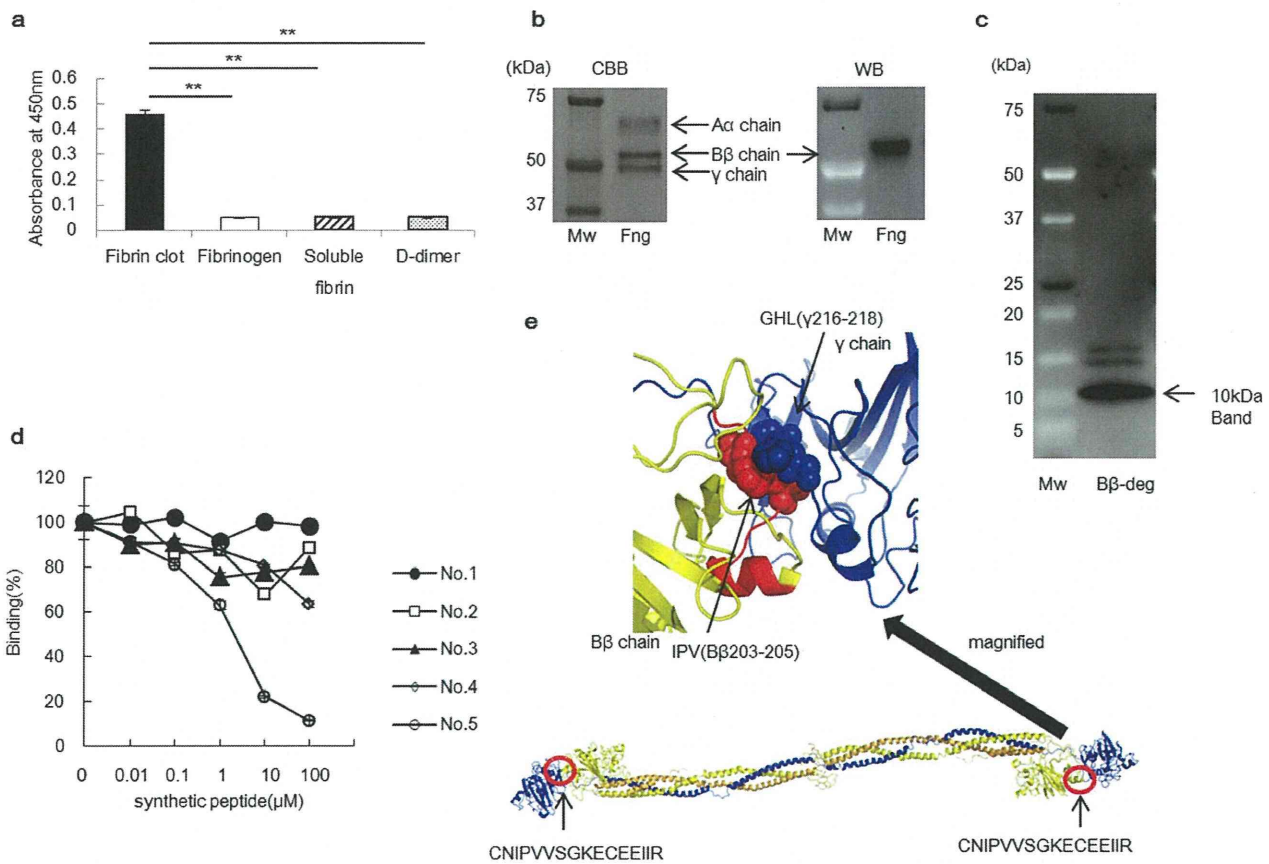 a
**
**
**
0.6
0.5
0.4
0.3
0.2
0.1
0
Absorbance at 450nm
Fibrin clot
Fibrinogen
Soluble
fibrin
D-dimer
b
(kDa)
CBB
WB
75
50
37
Aα chain
Bβ chain
γ chain
Mw
Fng
Mw
Fng
c
(kDa)
75
50
37
25
20
15
10
5
10kDa
Band
Mw
Bβ-deg
d
120
100
80
60
40
20
0
Binding(%)
0
0.01
0.1
1
10
100
synthetic peptide(μM)
No.1
No.2
No.3
No.4
No.5
e
GHL(γ216-218)
γ chain
Bβ chain
IPV(Bβ203-205)
magnified
CNIPVVSGKECEEIIR
CNIPVVSGKECEEIIR